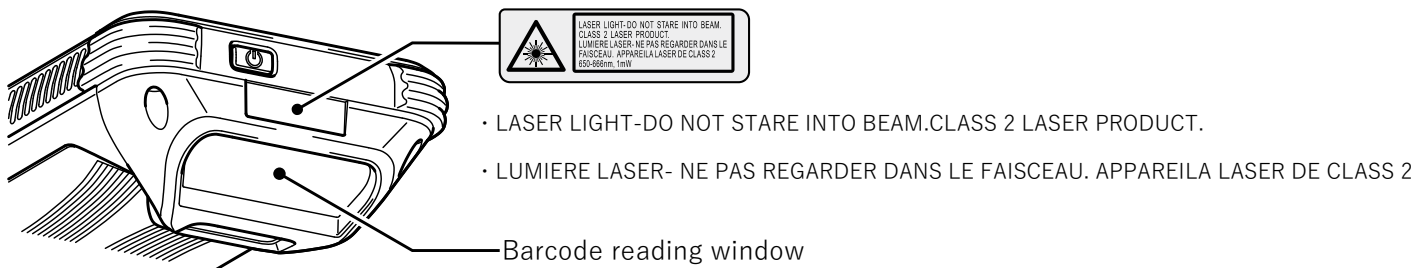 LASER LIGHT-DO NOT STARE INTO BEAM.
CLASS 2 LASER PRODUCT.
LUMIERE LASER- NE PAS REGARDER DANS LE
FAISCEAU. APPAREILA LASER DE CLASS 2
650-666nm, 1mW
・LASER LIGHT-DO NOT STARE INTO BEAM.CLASS 2 LASER PRODUCT.
・LUMIERE LASER- NE PAS REGARDER DANS LE FAISCEAU. APPAREILA LASER DE CLASS 2
Barcode reading window